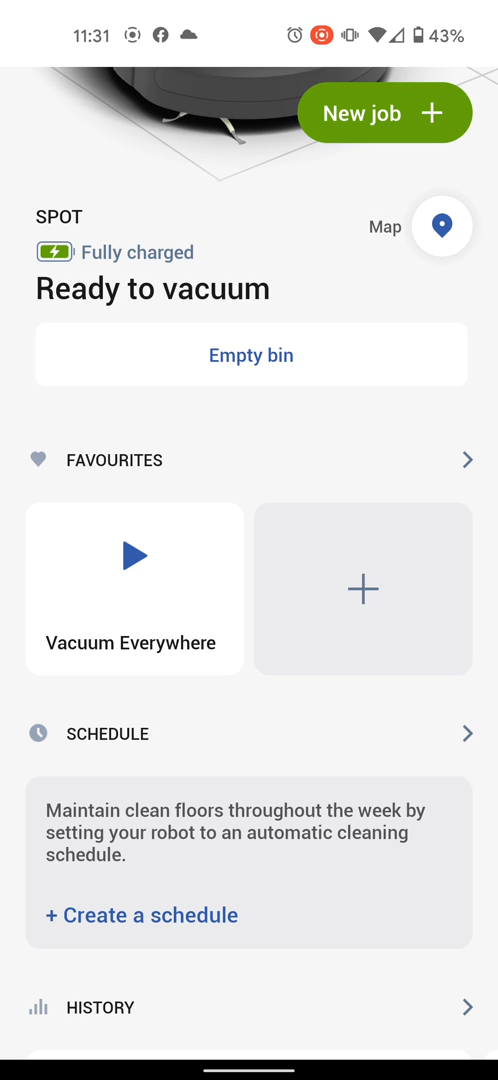 11:31
43%
New job
SPOT
Map
Fully charged
Ready to vacuum
Empty bin
FAVOURITES
Vacuum Everywhere
SCHEDULE
Maintain clean floors throughout the week by
setting your robot to an automatic cleaning
schedule.
+ Create a schedule
HISTORY